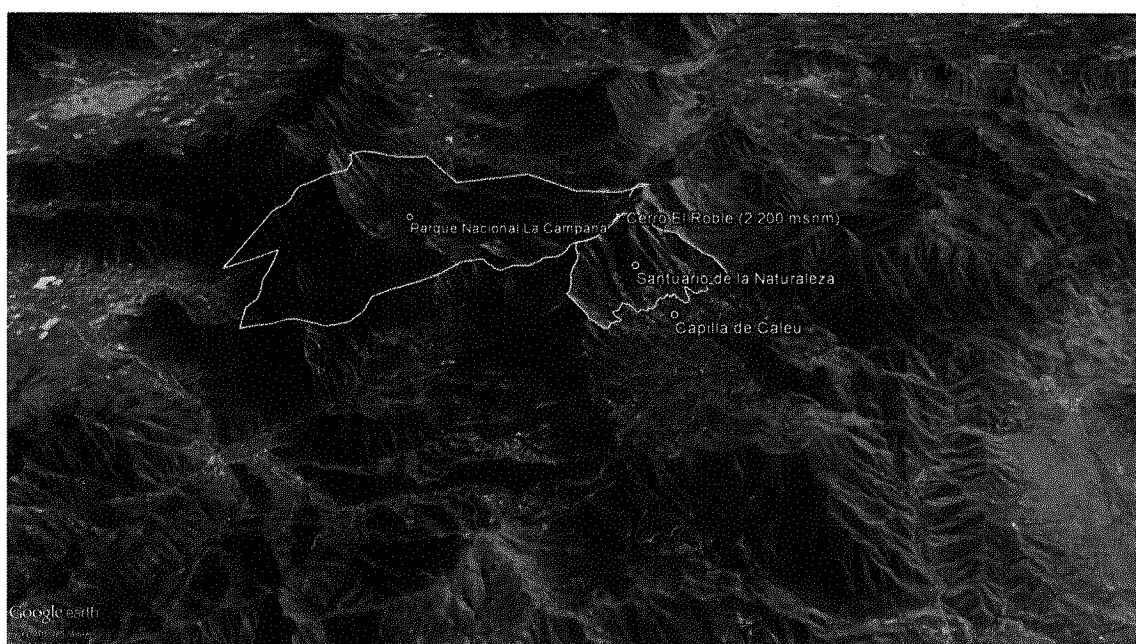 Cerro El Roble (2.200 msnm)
Parque Nacional La Campana
Santuario de la Naturaleza
Capilla de Caleu
Google earth